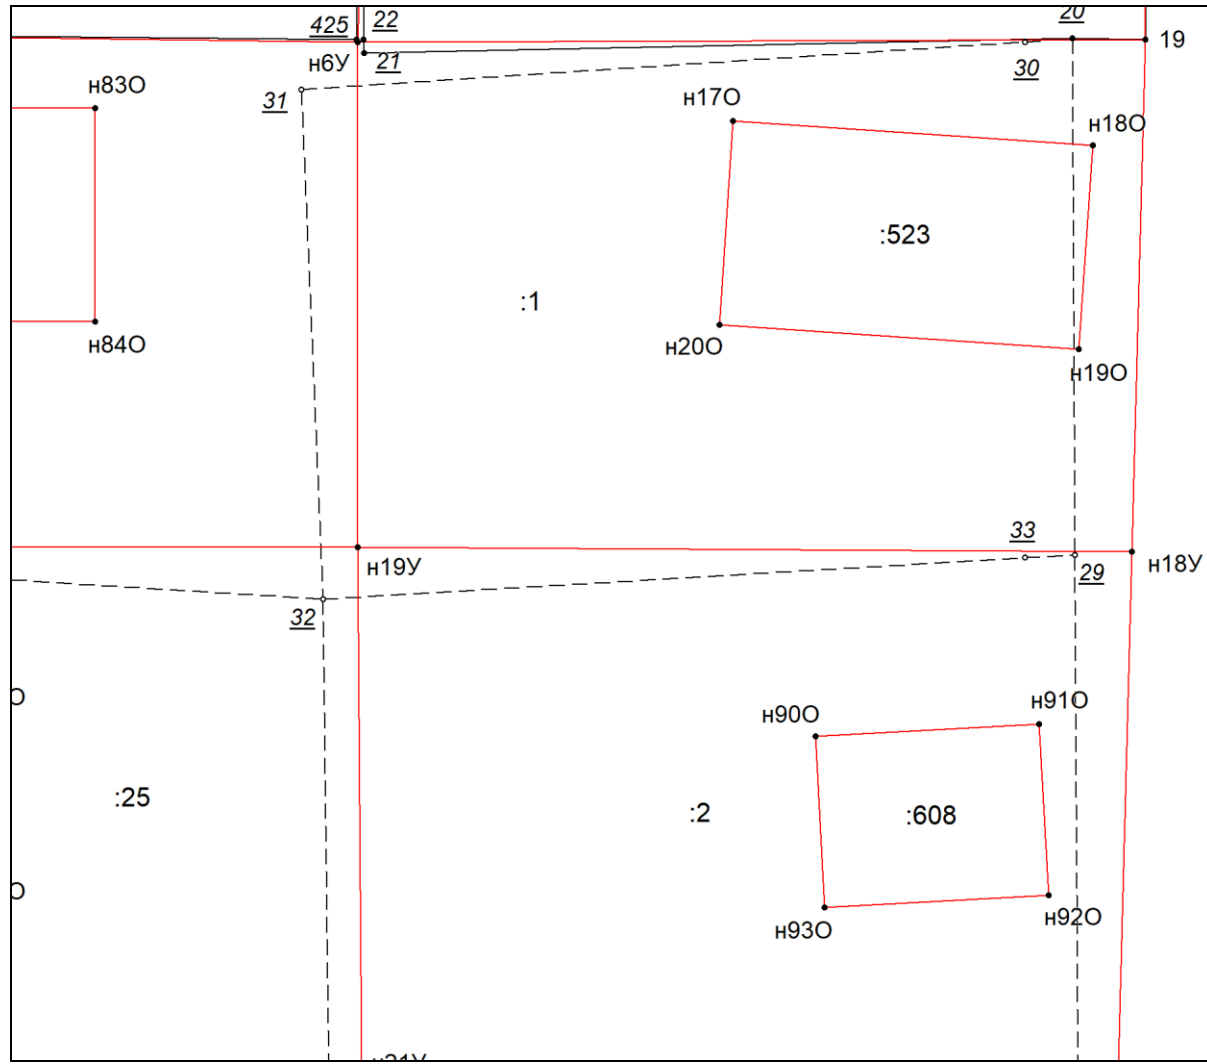 425
22
20
19
н6У
21
30
н83О
31
н17О
н18О
:523
:1
н84О
н20О
н19О
33
н19У
н18У
29
32
О
н90О
н91О
:25
:2
:608
О
н93О
н92О